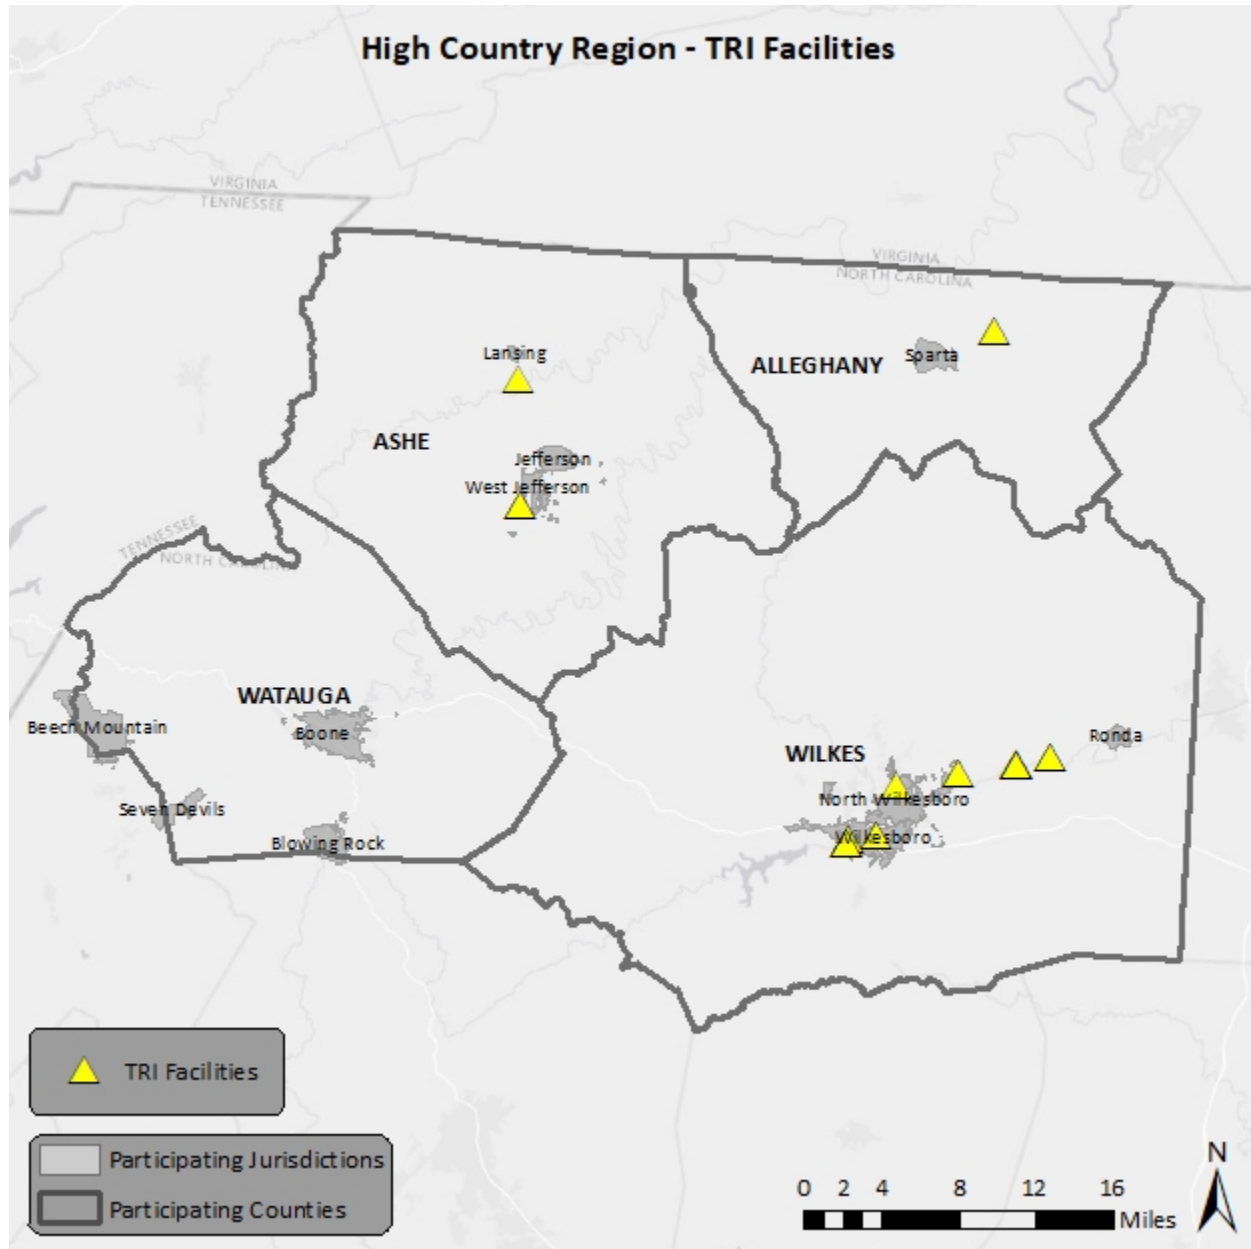 High Country Region - TRI Facilities
VIRGINIA
TENNESSEE
VIRGINIA
NORTH CAROLINA
Lansing
ALLEGHANY
Sparta
ASHE
Jefferson
West Jefferson
TENNESSEE
NORTH CAROLINA
WATAUGA
Beech Mountain
Boone
Ronda
WILKES
North Wilkesboro
Seven Devils
Wilkesboro
Blowing Rock
TRI Facilities
Participating Jurisdictions
Participating Counties
N
0 2 4 8 12 16
Miles